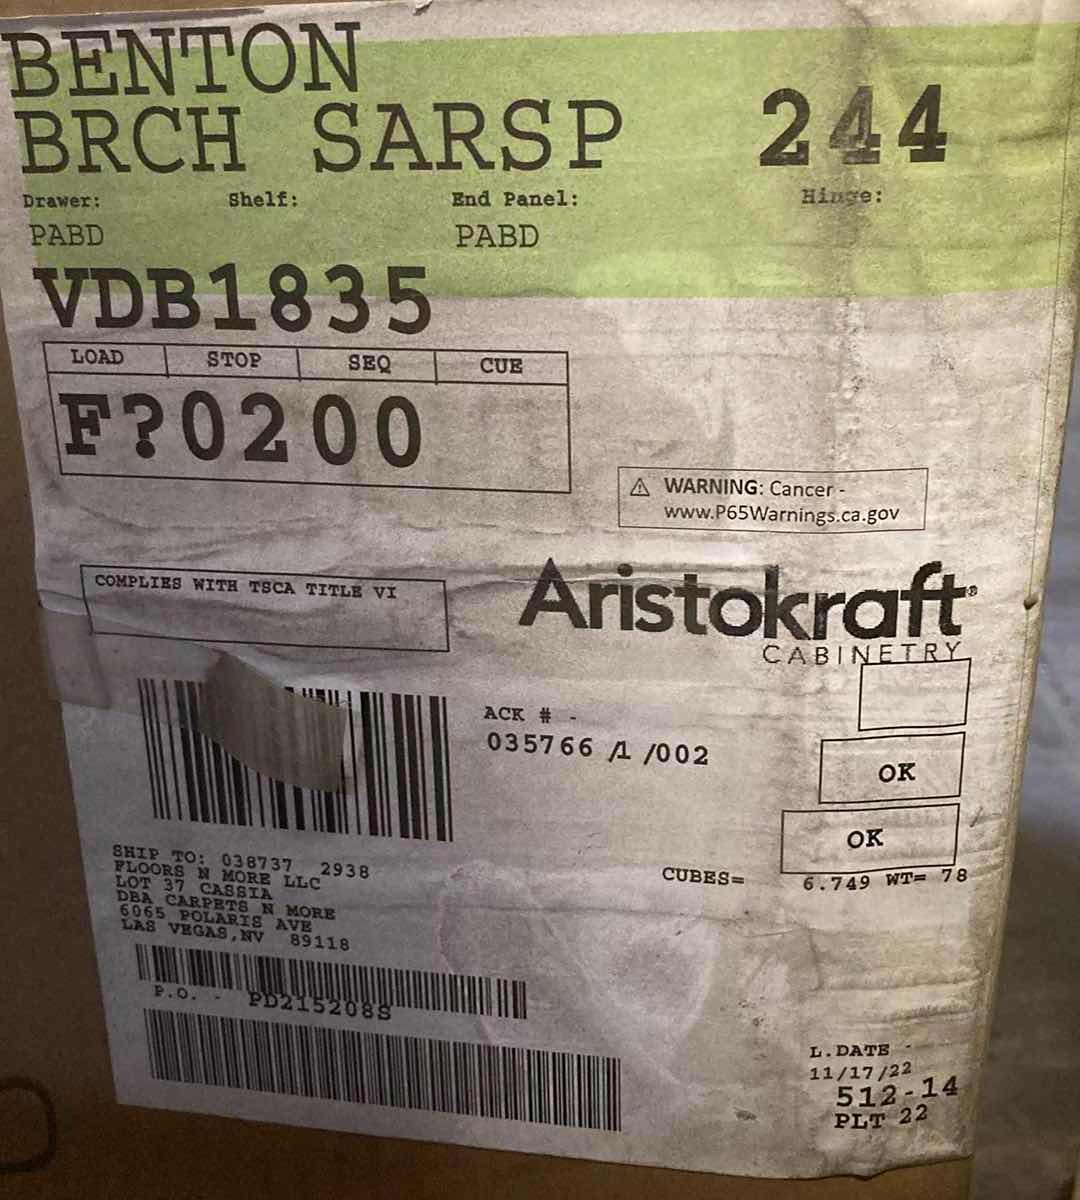 BENTON
BRCH SARSP 244
Drawer: Shelf: End Panel: Hinge:
PABD PABD
VDB1835
LOAD STOP SEQ CUE
F?0200
⚠ WARNING: Cancer -
www.P65Warnings.ca.gov
COMPLIES WITH TSCA TITLE VI
Aristokraft®
CABINETRY
ACK # -
035766 /1 /002
OK
OK
CUBES= 6.749 WT= 78
SHIP TO: 038737 2938
FLOORS N MORE LLC
LOT 37 CASSIA
DBA CARPETS N MORE
6065 POLARIS AVE
LAS VEGAS,NV 89118
P.O. - PD215208S
L.DATE -
11/17/22
512-14
PLT 22